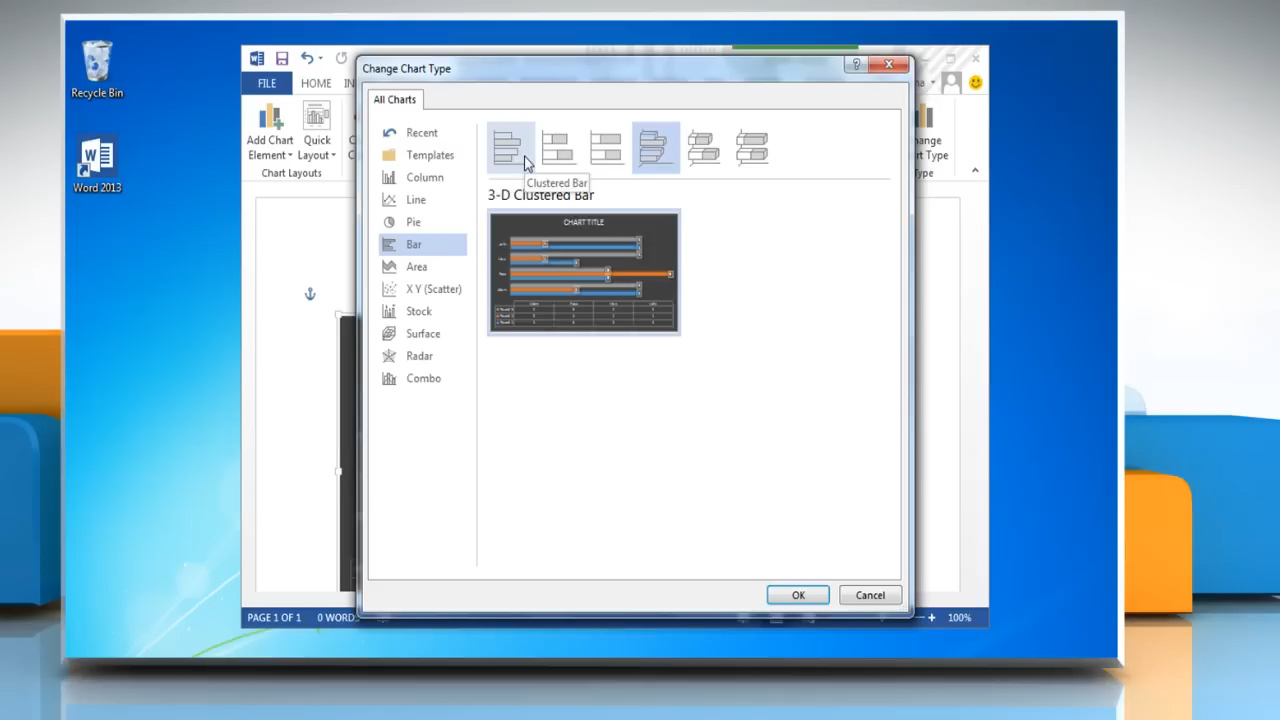 Recycle Bin
Word 2013
Change Chart Type
FILE
HOME
IN
Add Chart
Element
Quick
Layout
Chart Layouts
All Charts
Recent
Templates
Column
Line
Pie
Bar
Area
X Y (Scatter)
Stock
Surface
Radar
Combo
Clustered Bar
3-D Clustered Bar
CHART TITLE
OK
Cancel
PAGE 1 OF 1
0 WORDS
100%